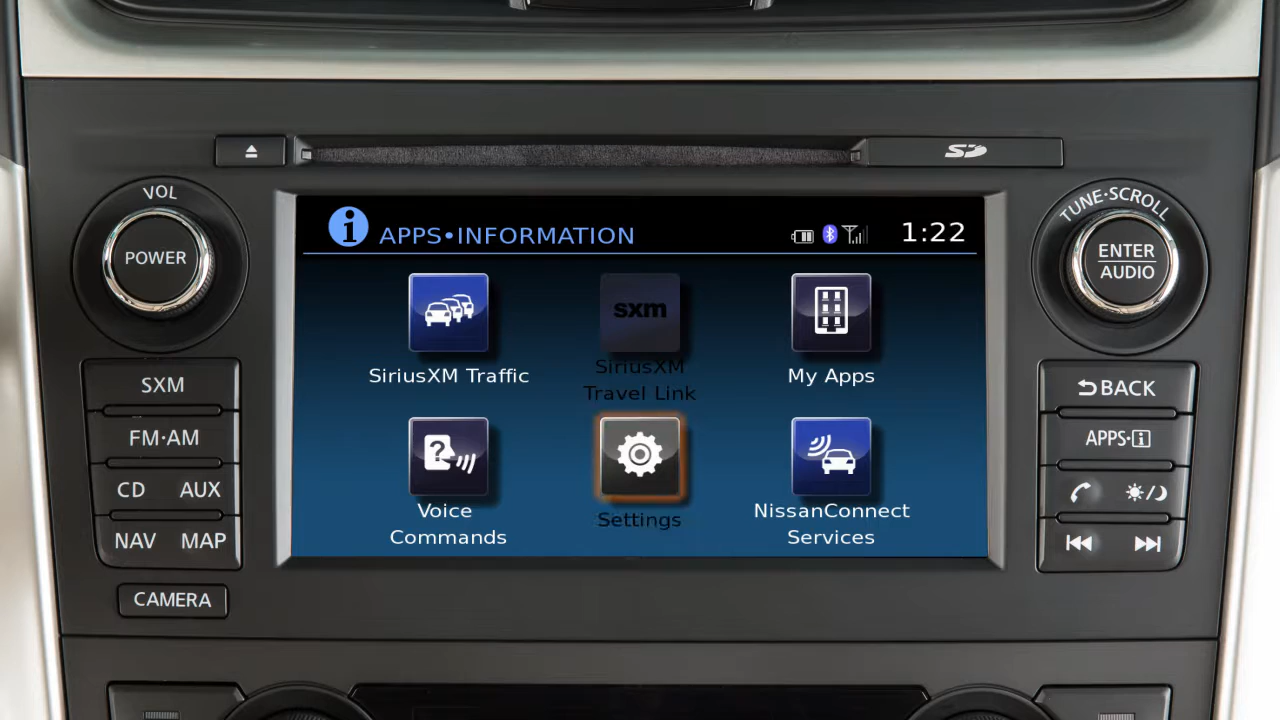 SD
VOL
POWER
TUNE·SCROLL
ENTER
AUDIO
i APPS•INFORMATION
1:22
sxm
SiriusXM Traffic
SiriusXM
Travel Link
My Apps
?
Voice
Commands
Settings
NissanConnect
Services
SXM
FM·AM
CD AUX
NAV MAP
CAMERA
BACK
APPS·i